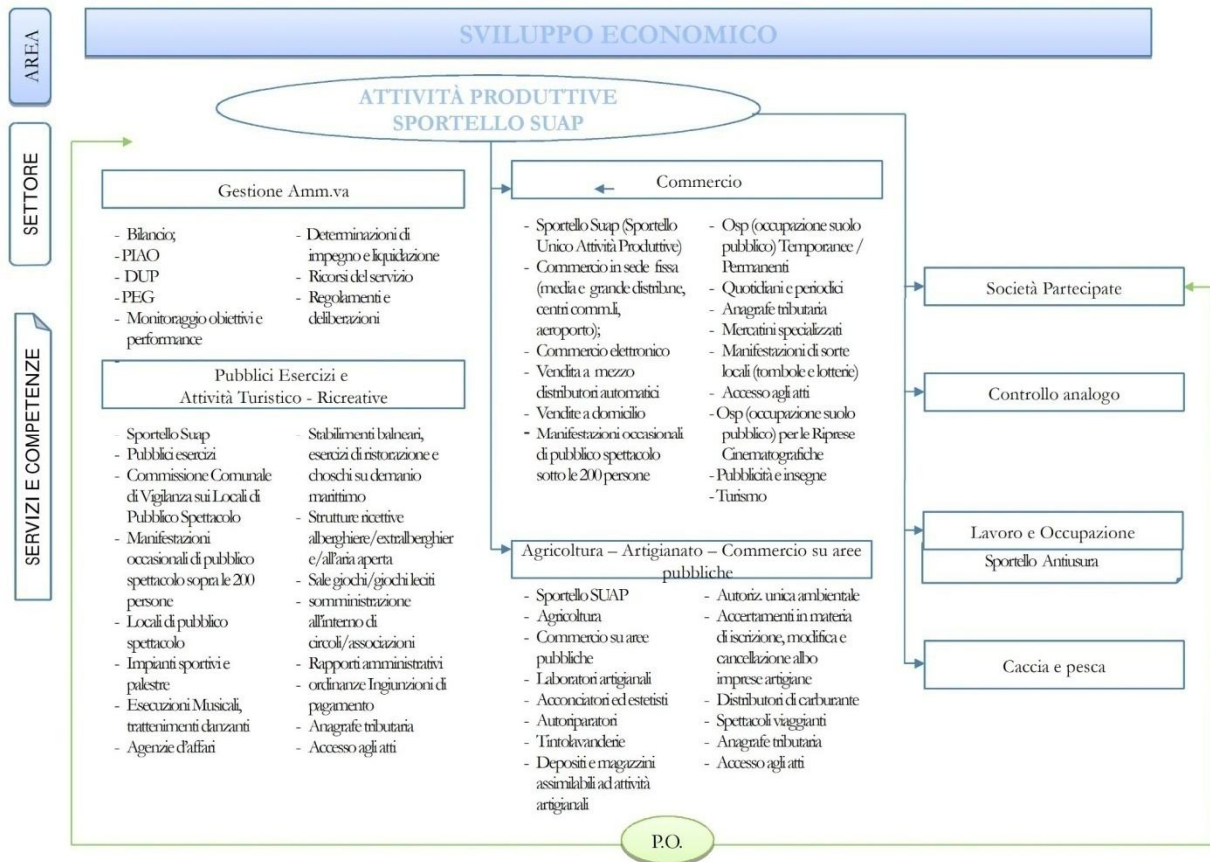 AREA
SVILUPPO ECONOMICO
ATTIVITÀ PRODUTTIVE
SPORTELLO SUAP
SETTORE
SERVIZI E COMPETENZE
Gestione Amm.va
- Bilancio;
- PIAO
- DUP
- PEG
- Monitoraggio obiettivi e
performance
-
- Determinazioni di
impegno e liquidazione
- Ricorsi del servizio
- Regolamenti e
deliberazioni
Pubblici Esercizi e
Attività Turistico - Ricreative
- Sportello Suap
- Pubblici esercizi
- Commissione Comunale
di Vigilanza sui Locali di
Pubblico Spettacolo
- Manifestazioni
occasionali di pubblico
spettacolo sopra le 200
persone
- Locali di pubblico
spettacolo
- Impianti sportivi e
palestre
- Esecuzioni Musicali,
trattenimenti danzanti
- Agenzie d'affari
- Stabilimenti balneari,
esercizi di ristorazione e
choschi su demanio
marittimo
- Strutture ricettive
alberghiere/extralberghier
e/all'aria aperta
- Sale giochi/giochi leciti
- somministrazione
all'interno di
circoli/associazioni
- Rapporti amministrativi
- ordinanze Ingiunzioni di
pagamento
- Anagrafe tributaria
- Accesso agli atti
Commercio
- Sportello Suap (Sportello
Unico Attività Produttive)
- Commercio in sede fissa
(media e grande distrib.ne,
centri comm.li,
aeroporto);
- Commercio elettronico
- Vendita a mezzo
distributori automatici
- Vendite a domicilio
- Manifestazioni occasionali
di pubblico spettacolo
sotto le 200 persone
- Osp (occupazione suolo
pubblico) Temporanee /
Permanenti
- Quotidiani e periodici
- Anagrafe tributaria
- Mercatini specializzati
- Manifestazioni di sorte
locali (tombole e lotterie)
- Accesso agli atti
- Osp (occupazione suolo
pubblico) per le Riprese
Cinematografiche
- Pubblicità e insegne
- Turismo
Agricoltura – Artigianato – Commercio su aree
pubbliche
- Sportello SUAP
- Agricoltura
- Commercio su aree
pubbliche
- Laboratori artigianali
- Acconciatori ed estetisti
- Autoriparatori
- Tintolavanderie
- Depositi e magazzini
assimilabili ad attività
artigianali
- Autoriz. unica ambientale
- Accertamenti in materia
di iscrizione, modifica e
cancellazione albo
imprese artigiane
- Distributori di carburante
- Spettacoli viaggianti
- Anagrafe tributaria
- Accesso agli atti
Società Partecipate
Controllo analogo
Lavoro e Occupazione
Sportello Antiusura
Caccia e pesca
P.O.